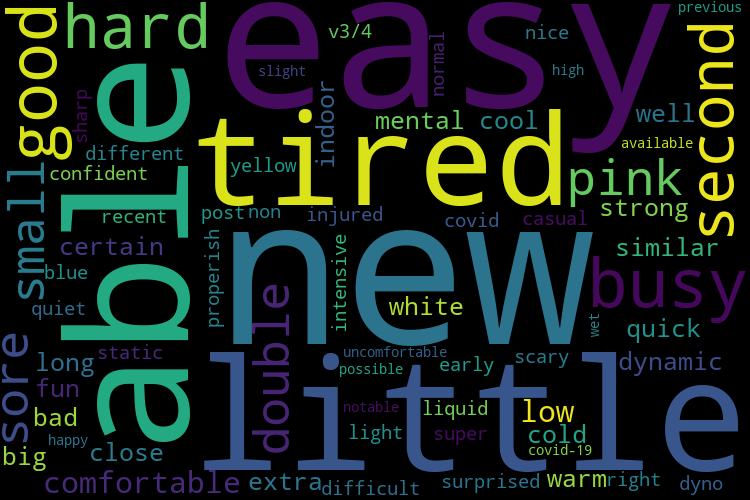 previous
good
hard
easy
v3/4
nice
slight
high
normal
second
sharp
able
indoor
tired
mental
cool
well
available
different
yellow
confident
pink
strong
small
recent
post
non
injured
covid
casual
certain
properish
intensive
new
similar
blue
busy
quiet
double
white
wet
quick
sore
static
long
uncomfortable
possible
early
scary
dynamic
little
fun
notable
liquid
low
bad
light
super
cold
happy
big
close
covid-19
comfortable
extra
difficult
surprised
warm
right
dyno